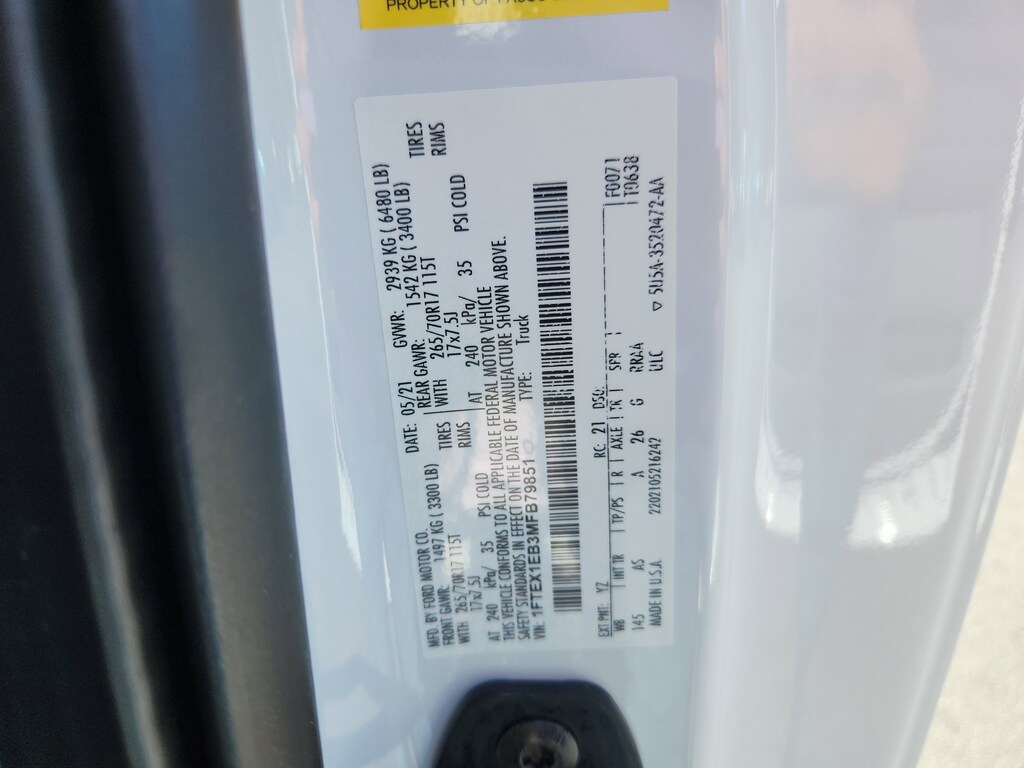 PROPERTY OF
MFD. BY FORD MOTOR CO.
DATE: 05/21 GVWR: 2939 KG ( 6480 LB)
FRONT GAWR: 1497 KG ( 3300 LB) REAR GAWR: 1542 KG ( 3400 LB)
WITH 265/70R17 115T TIRES WITH 265/70R17 115T TIRES
17x7.5J RIMS 17x7.5J RIMS
AT 240 kPa/ 35 PSI COLD AT 240 kPa/ 35 PSI COLD
THIS VEHICLE CONFORMS TO ALL APPLICABLE FEDERAL MOTOR VEHICLE
SAFETY STANDARDS IN EFFECT ON THE DATE OF MANUFACTURE SHOWN ABOVE.
VIN: 1FTEX1EB3MFB79851 TYPE: Truck
EXT PNT: YZ RC: 21 DSO: F0071
WB INT TR TP/PS R AXLE TR SPR T0638
145 AS A 26 G RRAA
MADE IN U.S.A 2202105216242 ULC ▽ 5U5A-3520472-AA